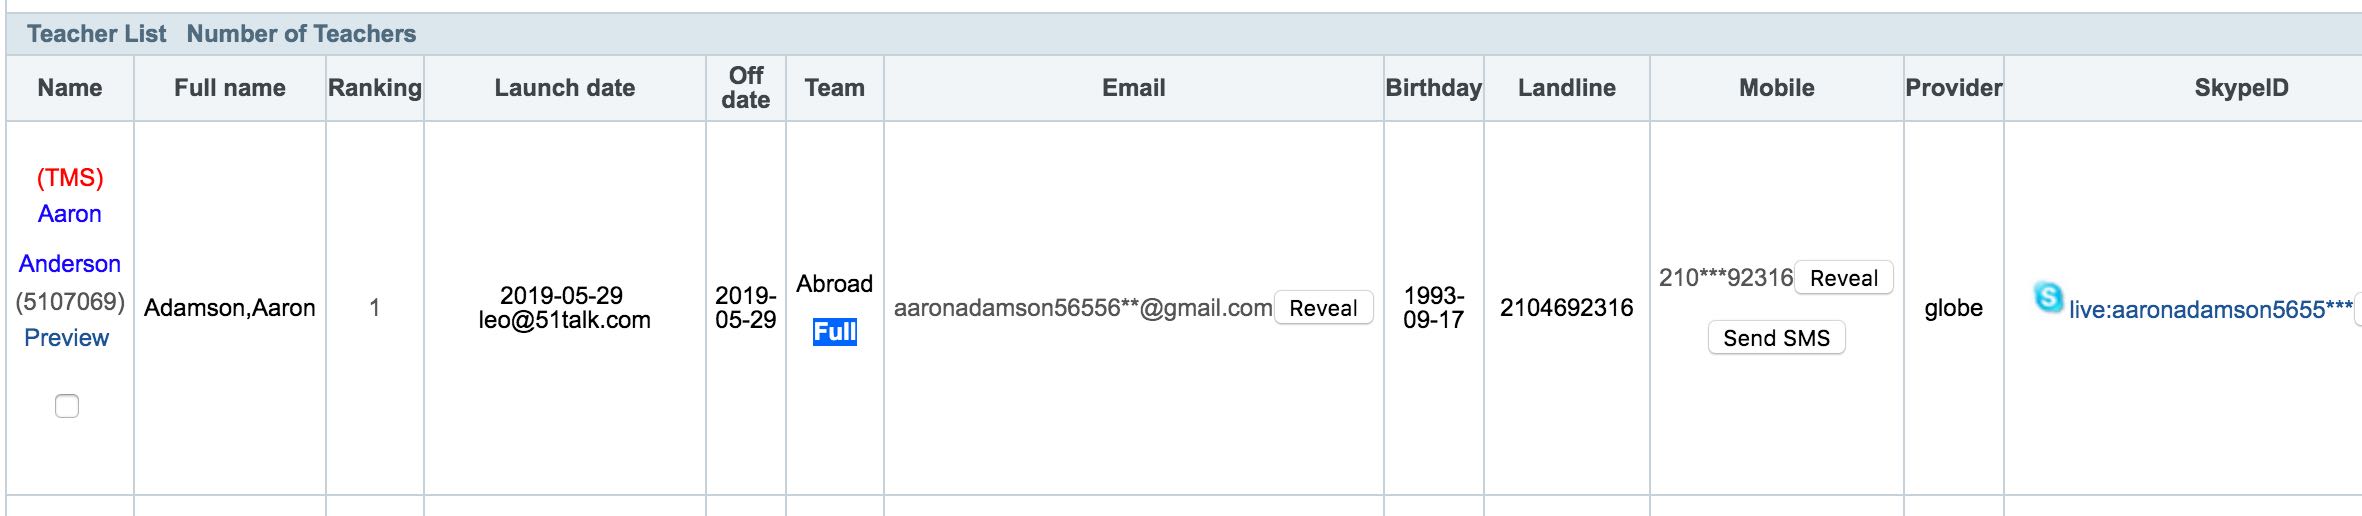 Teacher List Number of Teachers
Name Full name Ranking Launch date Off date Team Email Birthday Landline Mobile Provider SkypeID
(TMS)
Aaron
Anderson
(5107069)
Preview
Adamson,Aaron
1
2019-05-29
leo@51talk.com
2019-
05-29
Abroad
Full
aaronadamson56556**@gmail.com Reveal
1993-
09-17
2104692316
210***92316 Reveal
Send SMS
globe
live:aaronadamson5655***